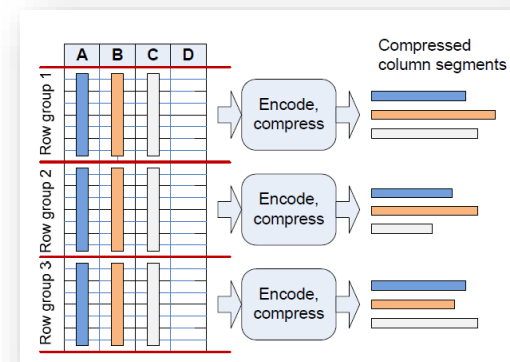 Compressed
column segments
A B C D
Row group 1
Encode,
compress
Row group 2
Encode,
compress
Row group 3
Encode,
compress